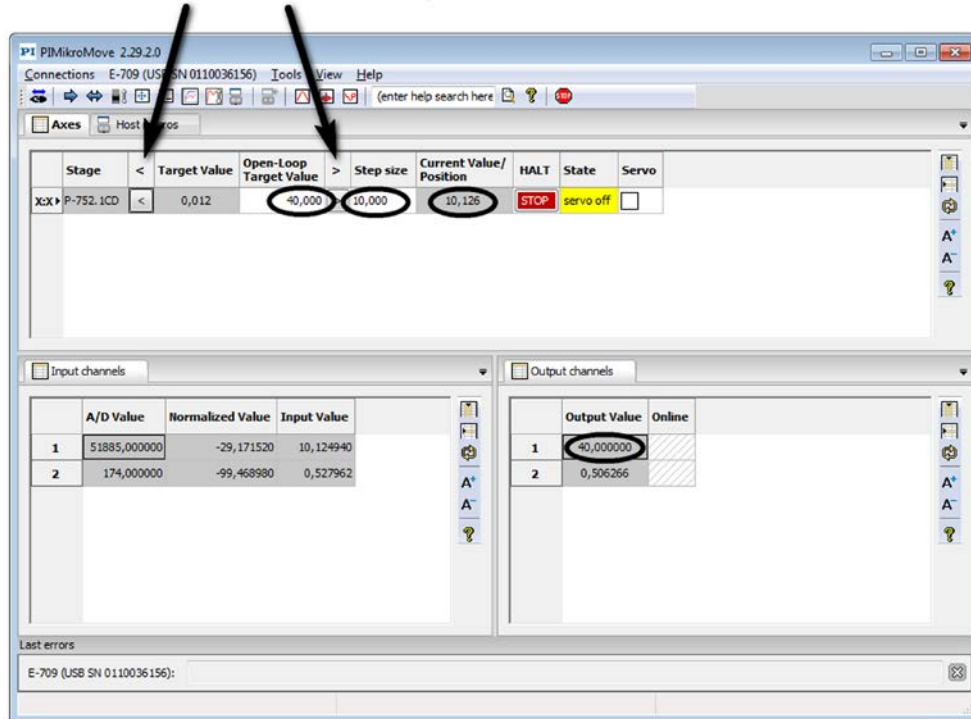 PI PIMikroMove 2.29.2.0
Connections E-709 (USB SN 0110036156) Tools View Help
(enter help search here STOP
Axes Host
Stage < Target Value Open-Loop Target Value > Step size Current Value/ Position HALT State Servo
X:X P-752.1CD < 0,012 40,000 10,000 10,126 STOP servo off
A+
A-
Input channels
A/D Value Normalized Value Input Value
1 51885,000000 -29,171520 10,124940
2 174,000000 -99,468980 0,527962
A+
A-
Output channels
Output Value Online
1 40,000000
2 0,506266
A+
A-
Last errors
E-709 (USB SN 0110036156):